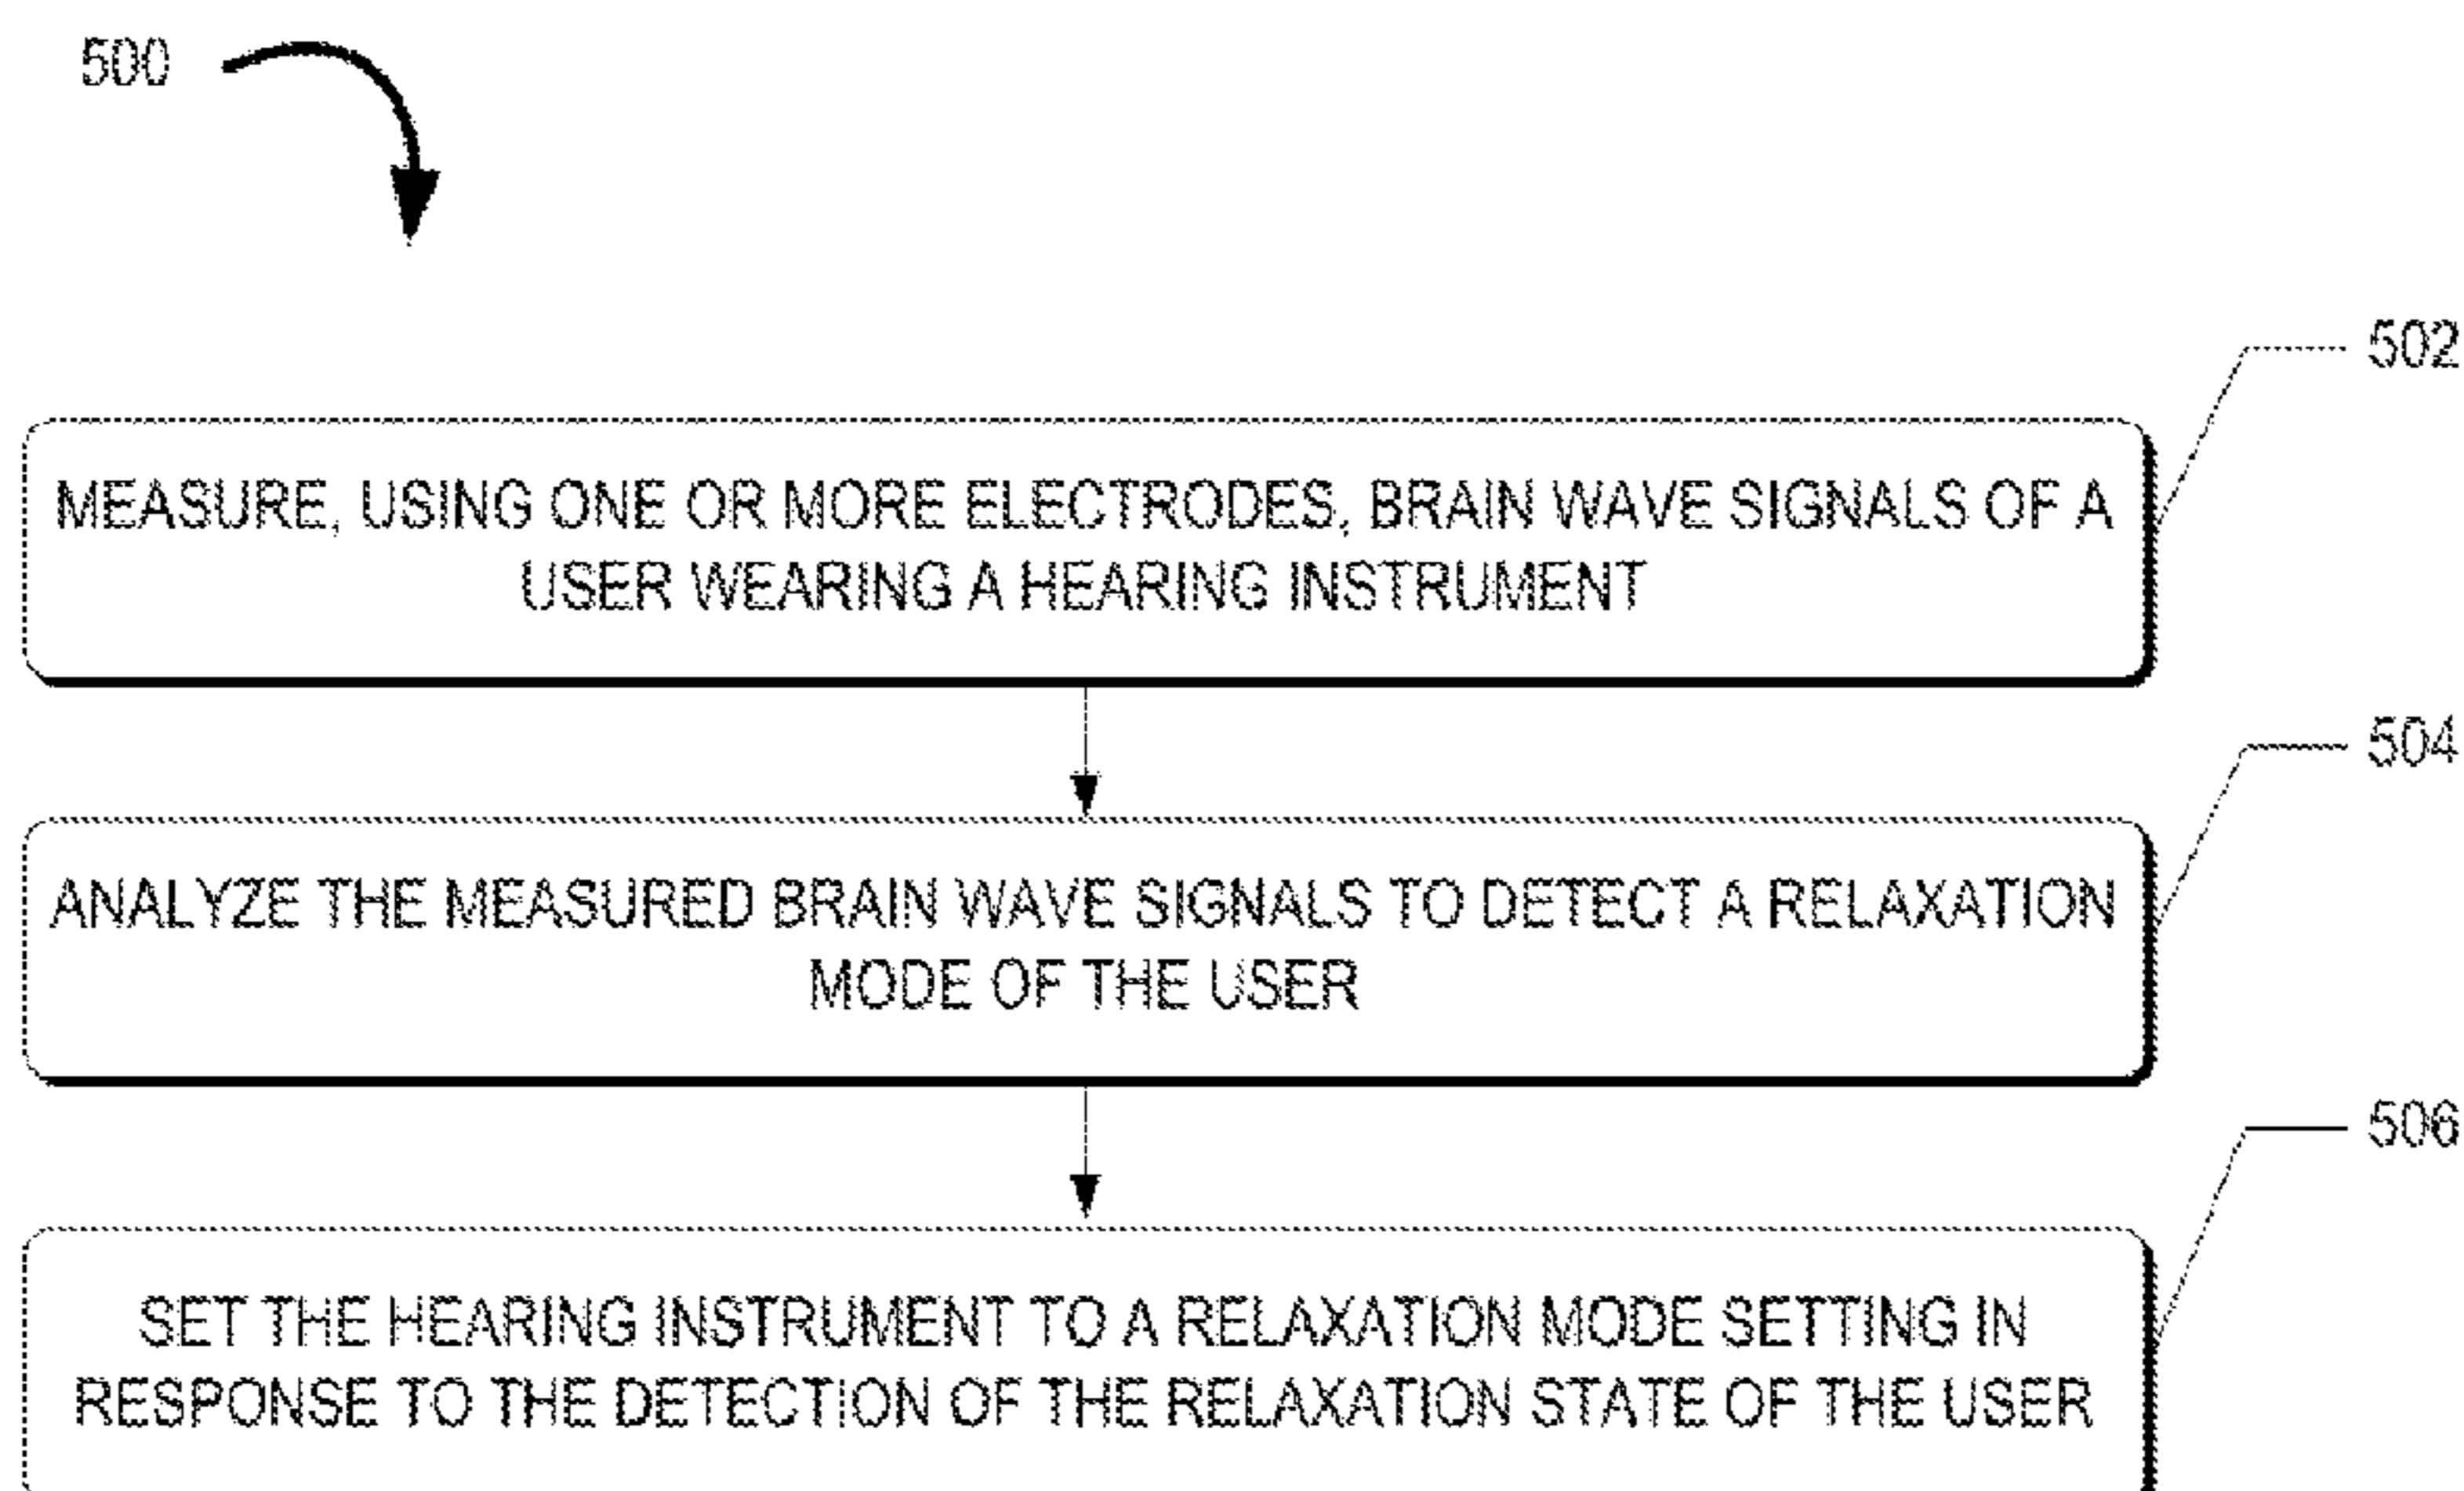 500
502
MEASURE, USING ONE OR MORE ELECTRODES, BRAIN WAVE SIGNALS OF A
USER WEARING A HEARING INSTRUMENT
504
ANALYZE THE MEASURED BRAIN WAVE SIGNALS TO DETECT A RELAXATION
MODE OF THE USER
506
SET THE HEARING INSTRUMENT TO A RELAXATION MODE SETTING IN
RESPONSE TO THE DETECTION OF THE RELAXATION STATE OF THE USER